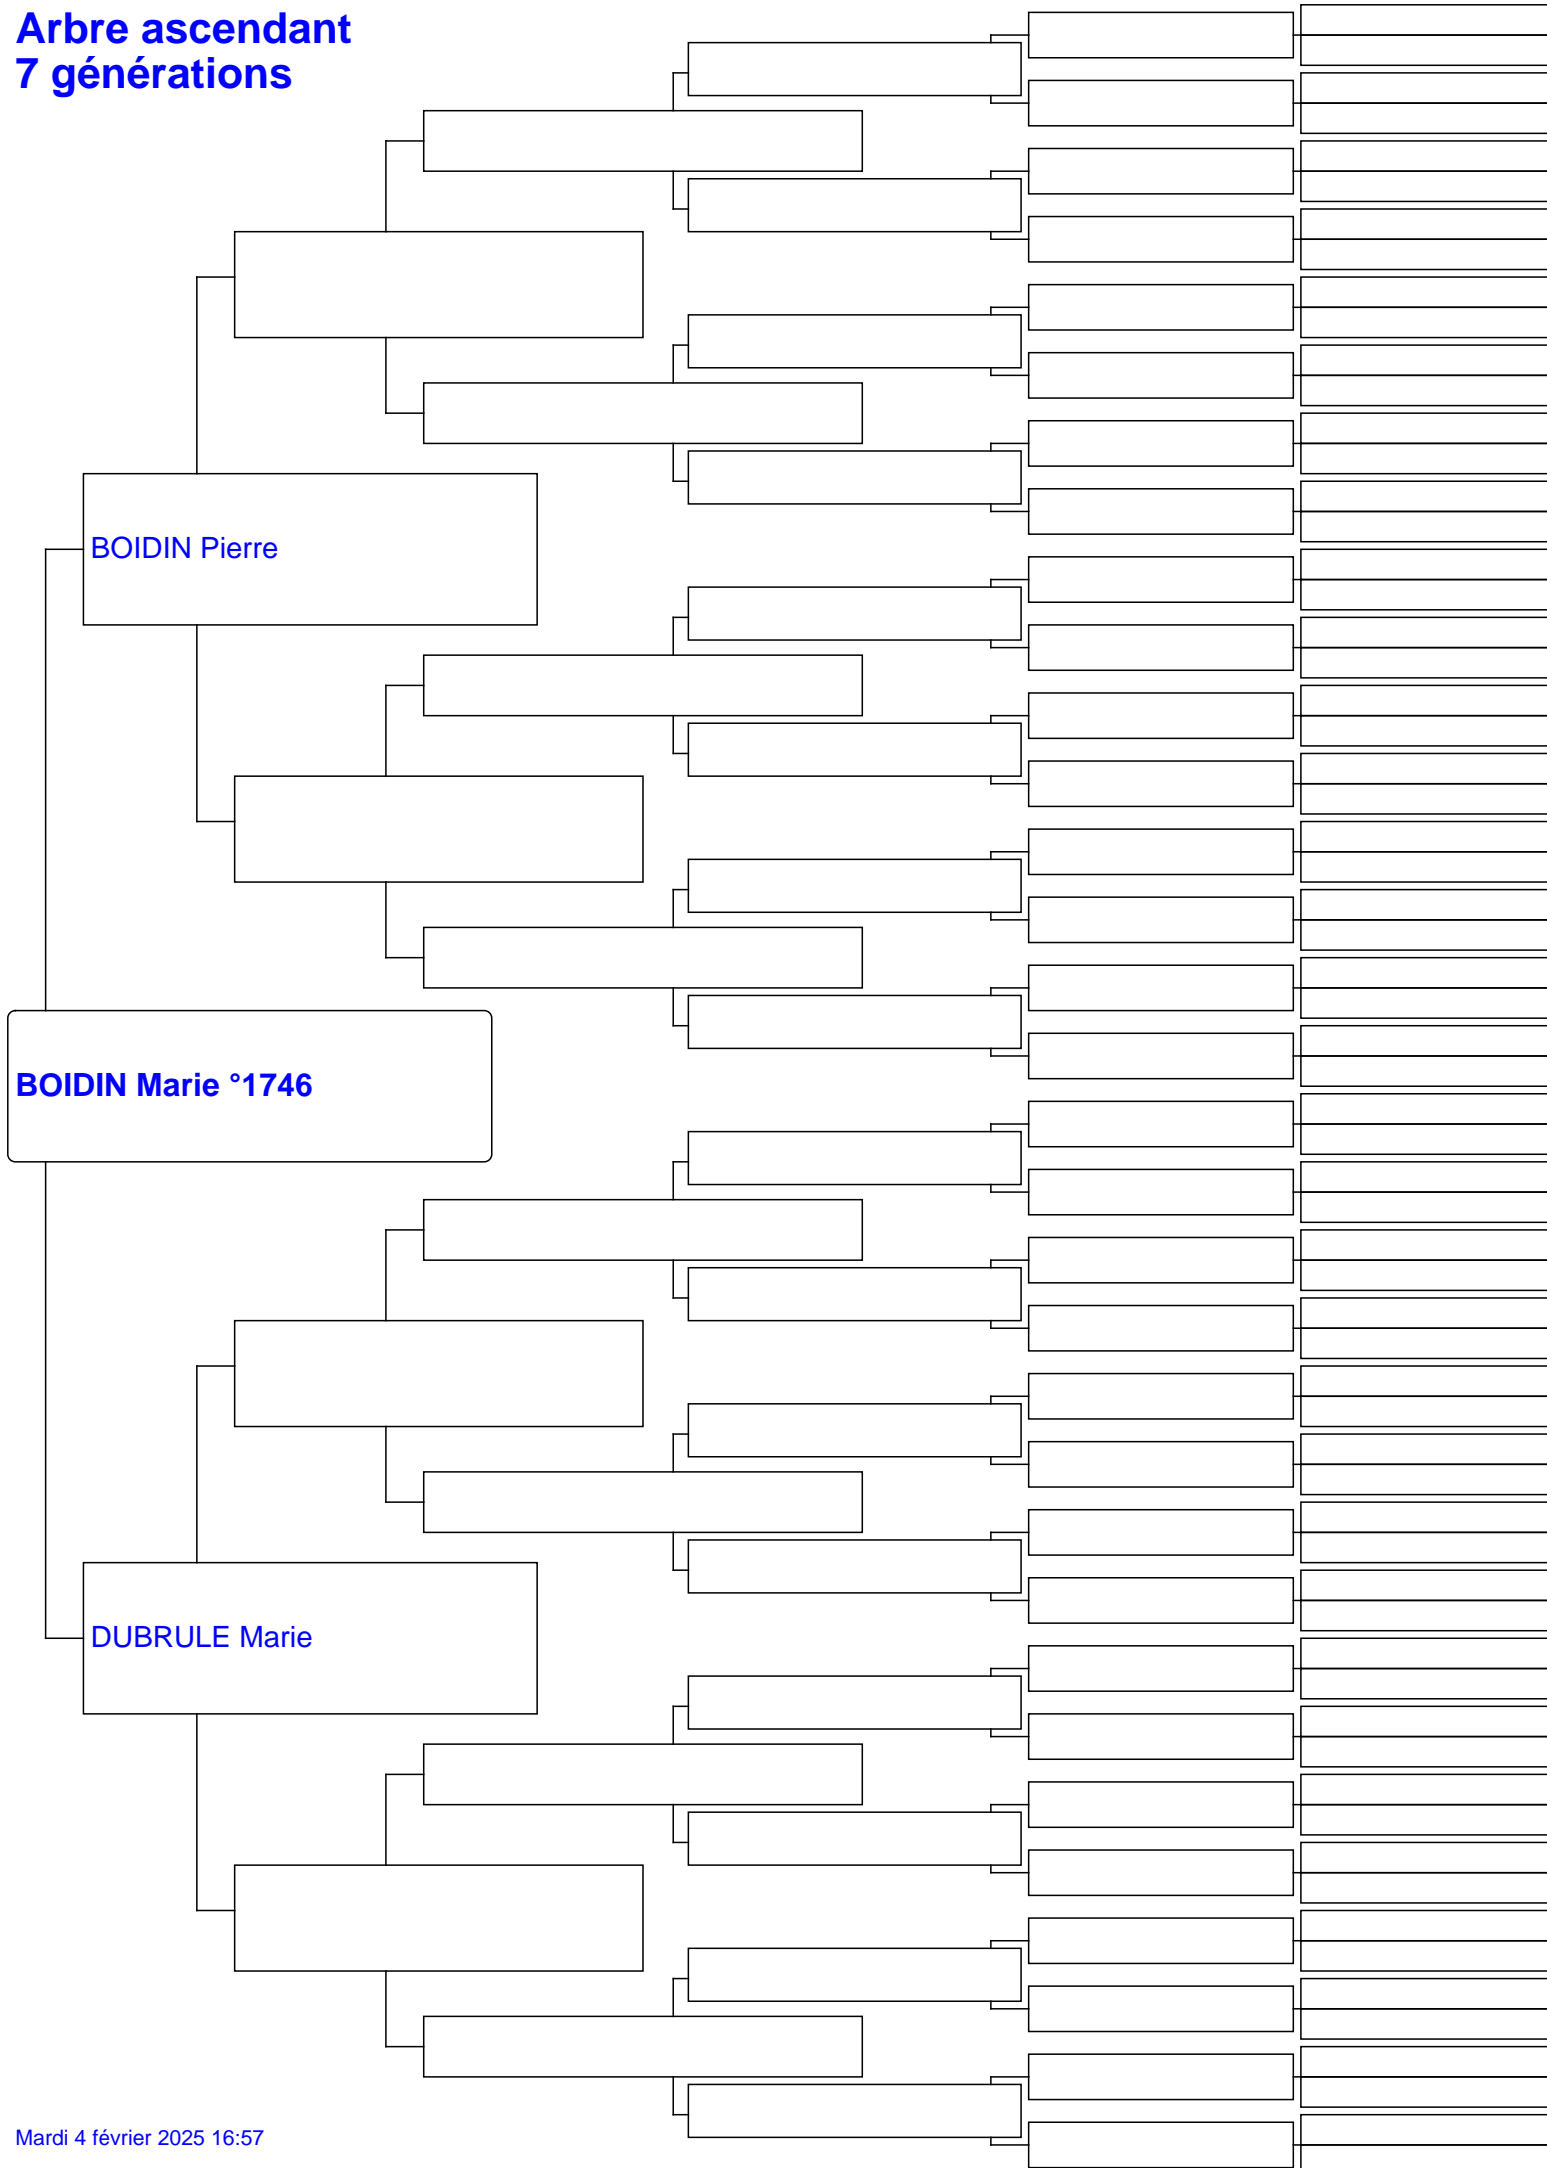 Arbre ascendant
7 générations
BOIDIN Pierre
BOIDIN Marie °1746
DUBRULE Marie
Mardi 4 février 2025 16:57